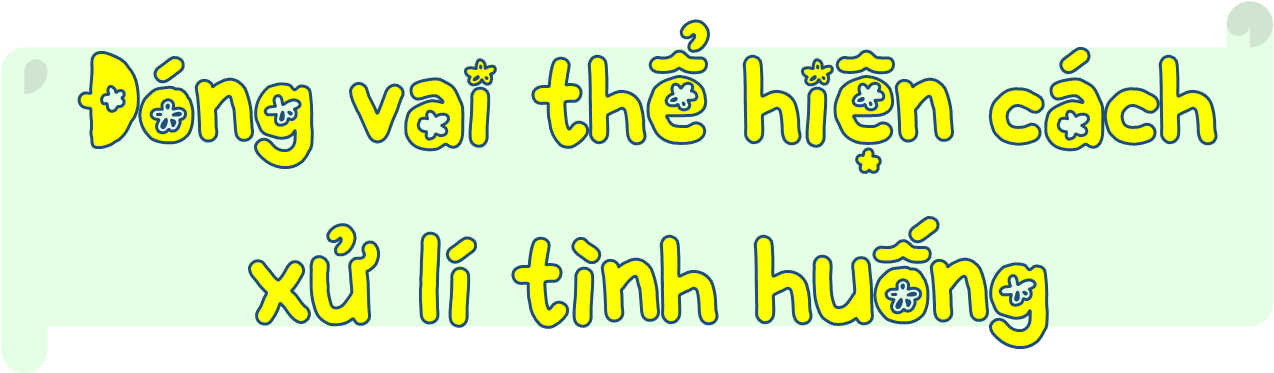 Đóng vai thể hiện cách
xử lí tình huống